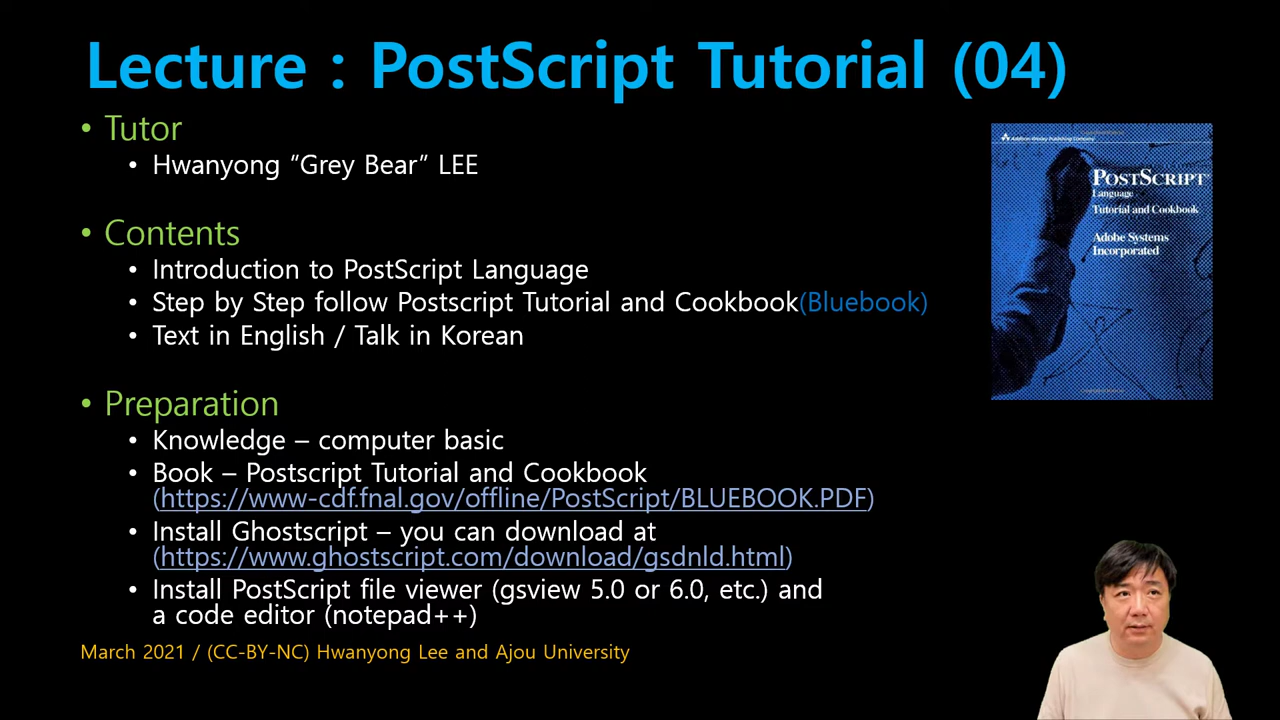 Lecture : PostScript Tutorial (04)
• Tutor
• Hwanyong “Grey Bear” LEE
• Contents
• Introduction to PostScript Language
• Step by Step follow Postscript Tutorial and Cookbook(Bluebook)
• Text in English / Talk in Korean
• Preparation
• Knowledge – computer basic
• Book – Postscript Tutorial and Cookbook
(https://www-cdf.fnal.gov/offline/PostScript/BLUEBOOK.PDF)
• Install Ghostscript – you can download at
(https://www.ghostscript.com/download/gsdnld.html)
• Install PostScript file viewer (gsview 5.0 or 6.0, etc.) and
a code editor (notepad++)
March 2021 / (CC-BY-NC) Hwanyong Lee and Ajou University
Addison-Wesley Publishing Company
POSTSCRIPT®
Language
Tutorial and Cookbook
Adobe Systems
Incorporated